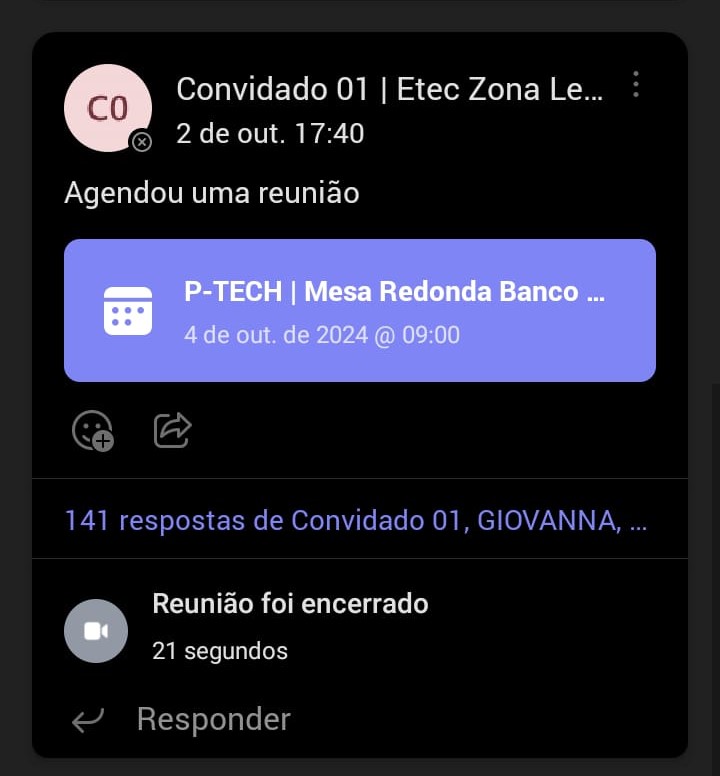 C0
Convidado 01 | Etec Zona Le...
2 de out. 17:40
Agendou uma reunião
P-TECH | Mesa Redonda Banco ...
4 de out. de 2024 @ 09:00
141 respostas de Convidado 01, GIOVANNA, ...
Reunião foi encerrado
21 segundos
Responder